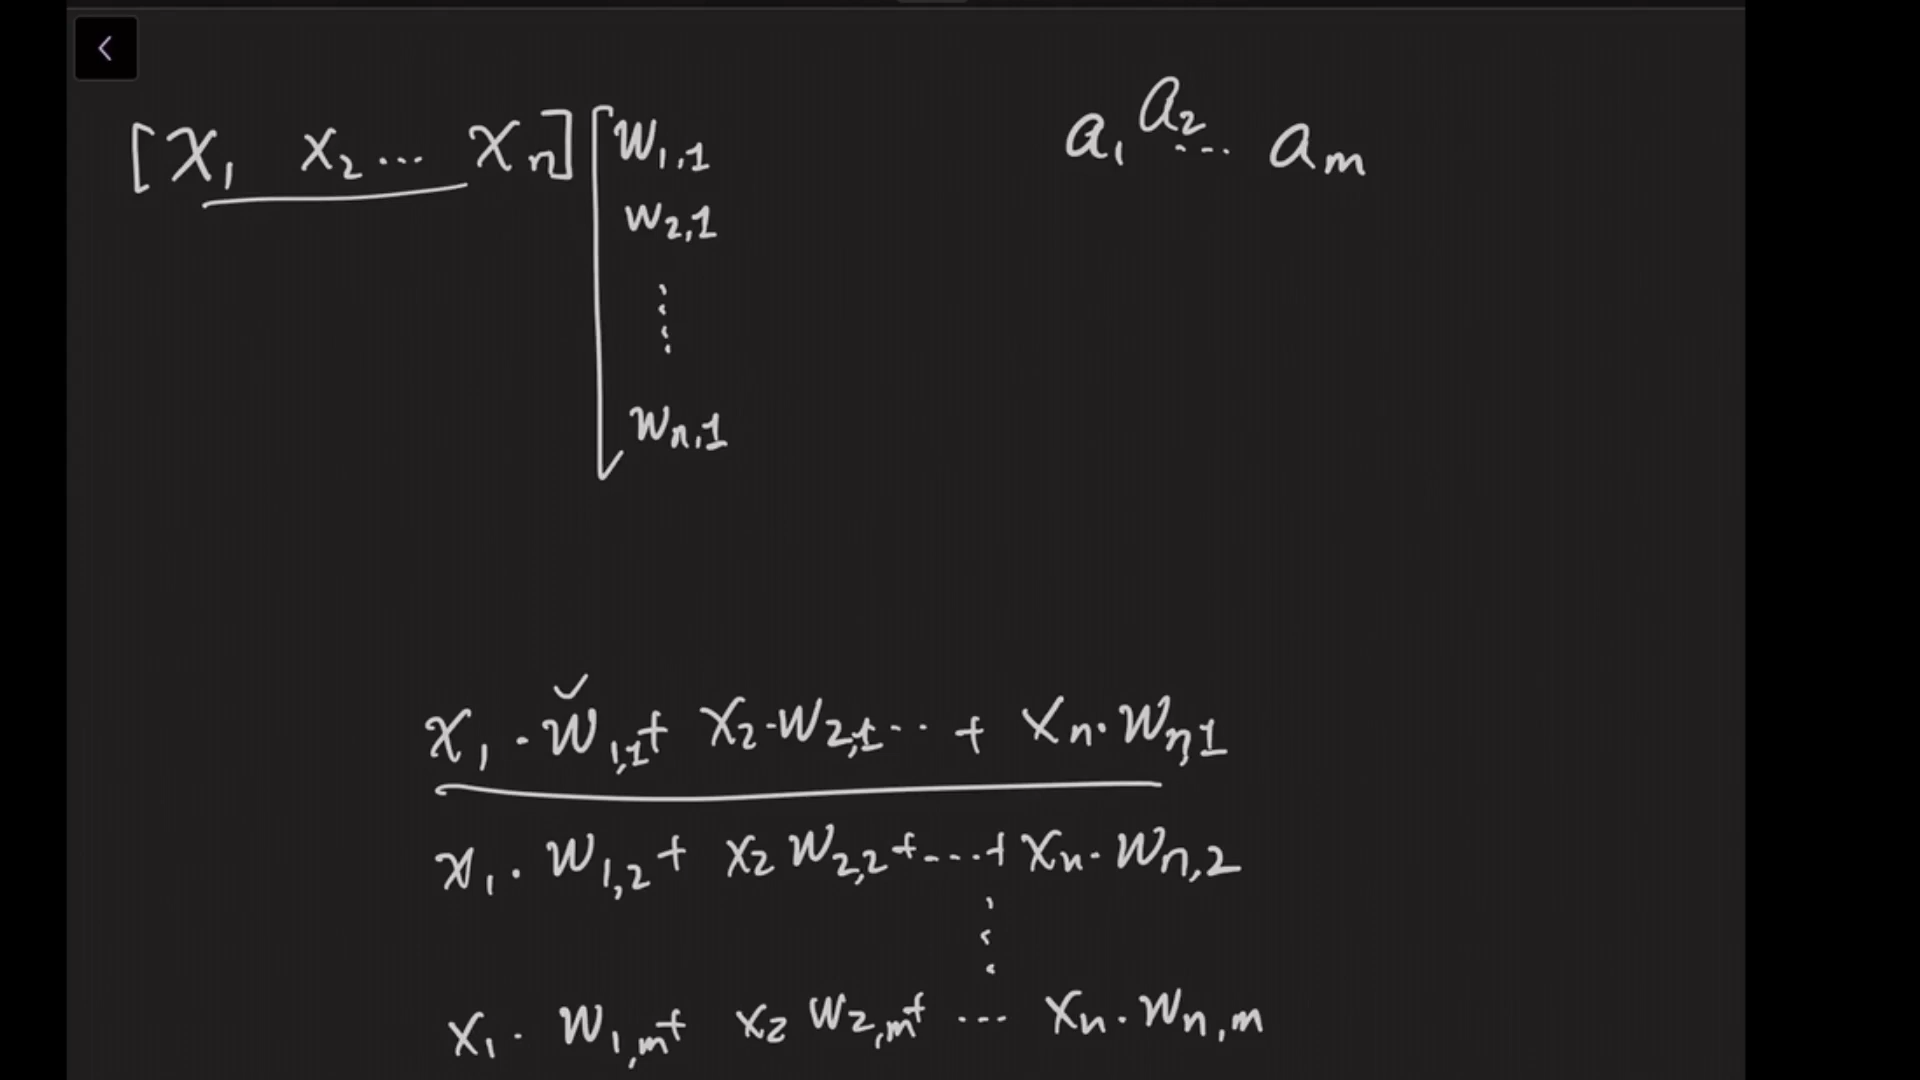 [x₁ x₂ ... xₙ] [w₁,₁
w₂,₁
⋮
wₙ,₁
a₁ a₂ ... aₘ
x₁ · w₁,₁ + x₂ · w₂,₁ ·· + xₙ · wₙ,₁
x₁ · w₁,₂ + x₂ w₂,₂ + ... + xₙ · wₙ,₂
⋮
x₁ · w₁,ₘ + x₂ w₂,ₘ + ... xₙ · wₙ,ₘ